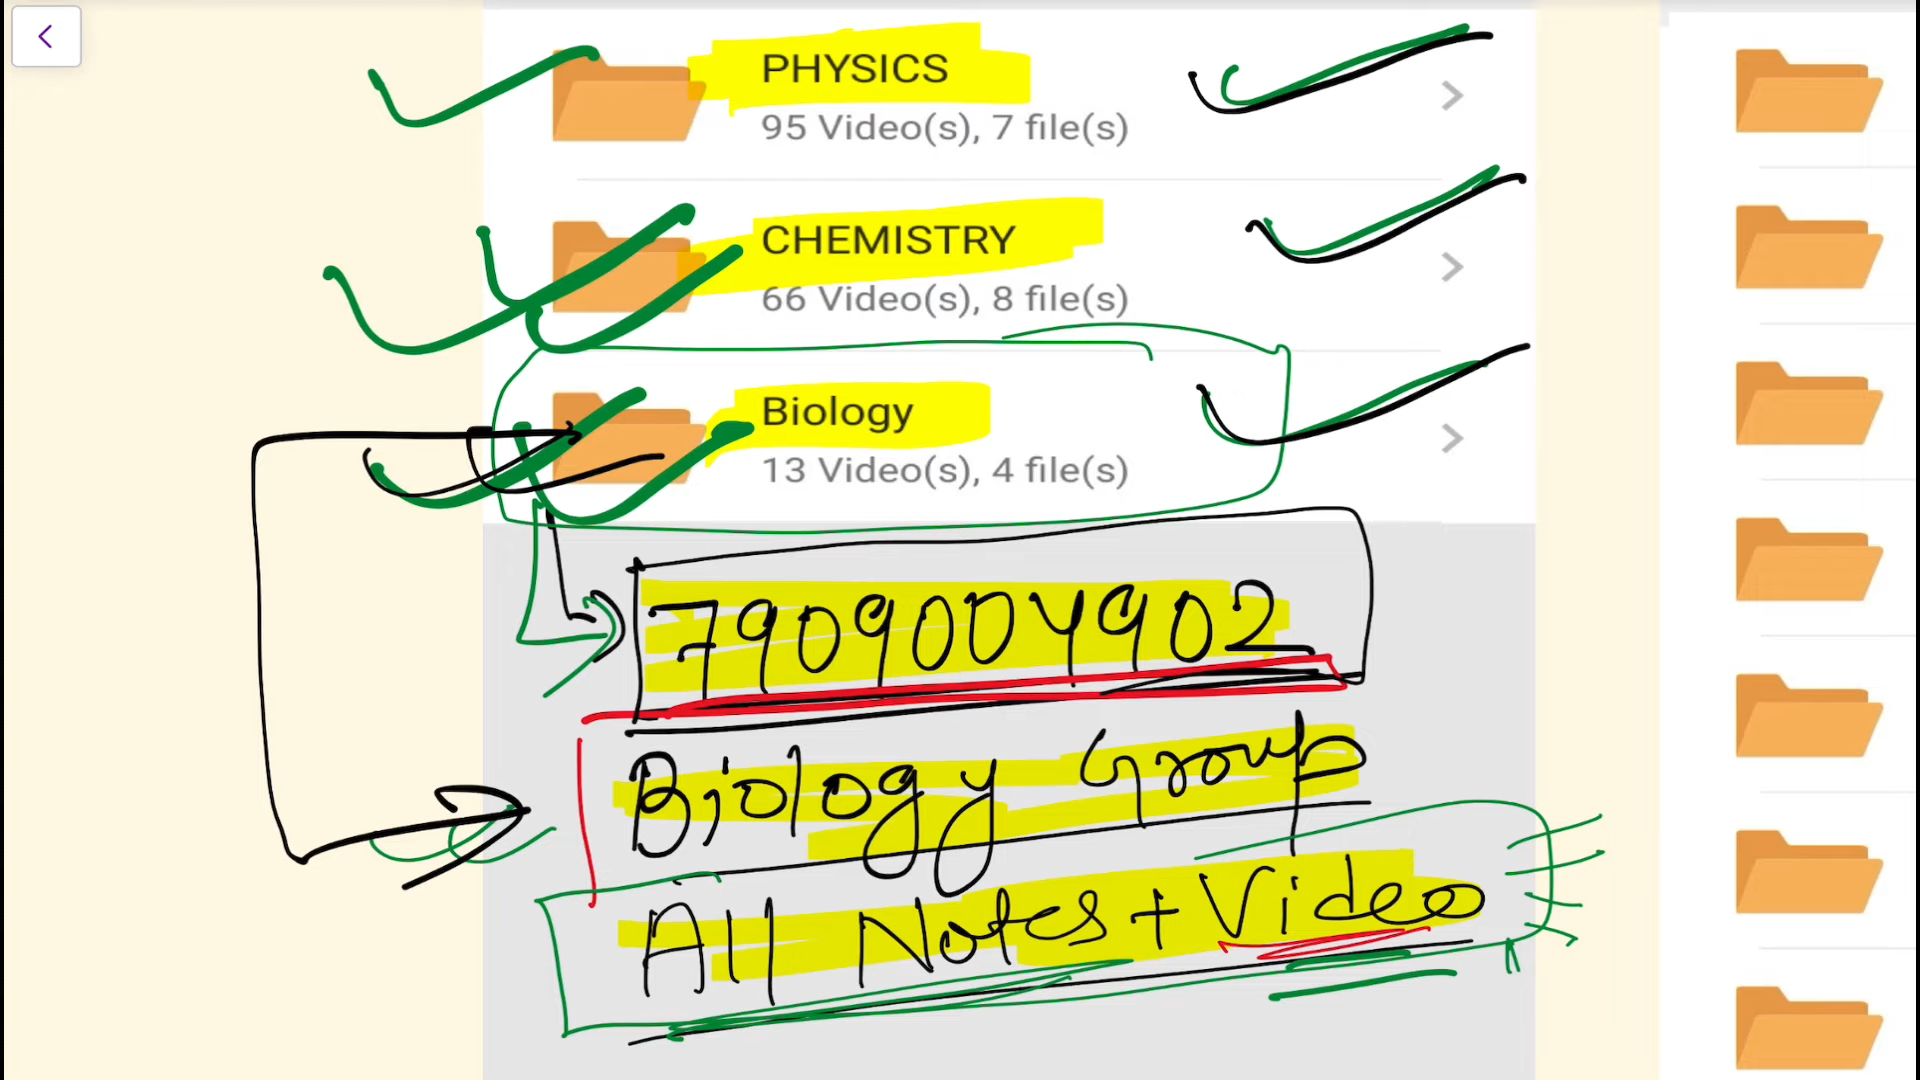 PHYSICS
95 Video(s), 7 file(s)
CHEMISTRY
66 Video(s), 8 file(s)
Biology
13 Video(s), 4 file(s)
7909004902
Biology Group
All Notes + Video